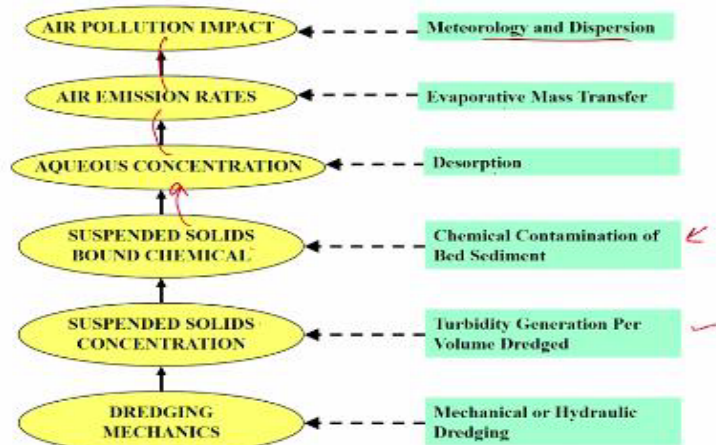 AIR POLLUTION IMPACT
Meteorology and Dispersion
AIR EMISSION RATES
Evaporative Mass Transfer
AQUEOUS CONCENTRATION
Desorption
SUSPENDED SOLIDS
BOUND CHEMICAL
Chemical Contamination of
Bed Sediment
SUSPENDED SOLIDS
CONCENTRATION
Turbidity Generation Per
Volume Dredged
DREDGING
MECHANICS
Mechanical or Hydraulic
Dredging